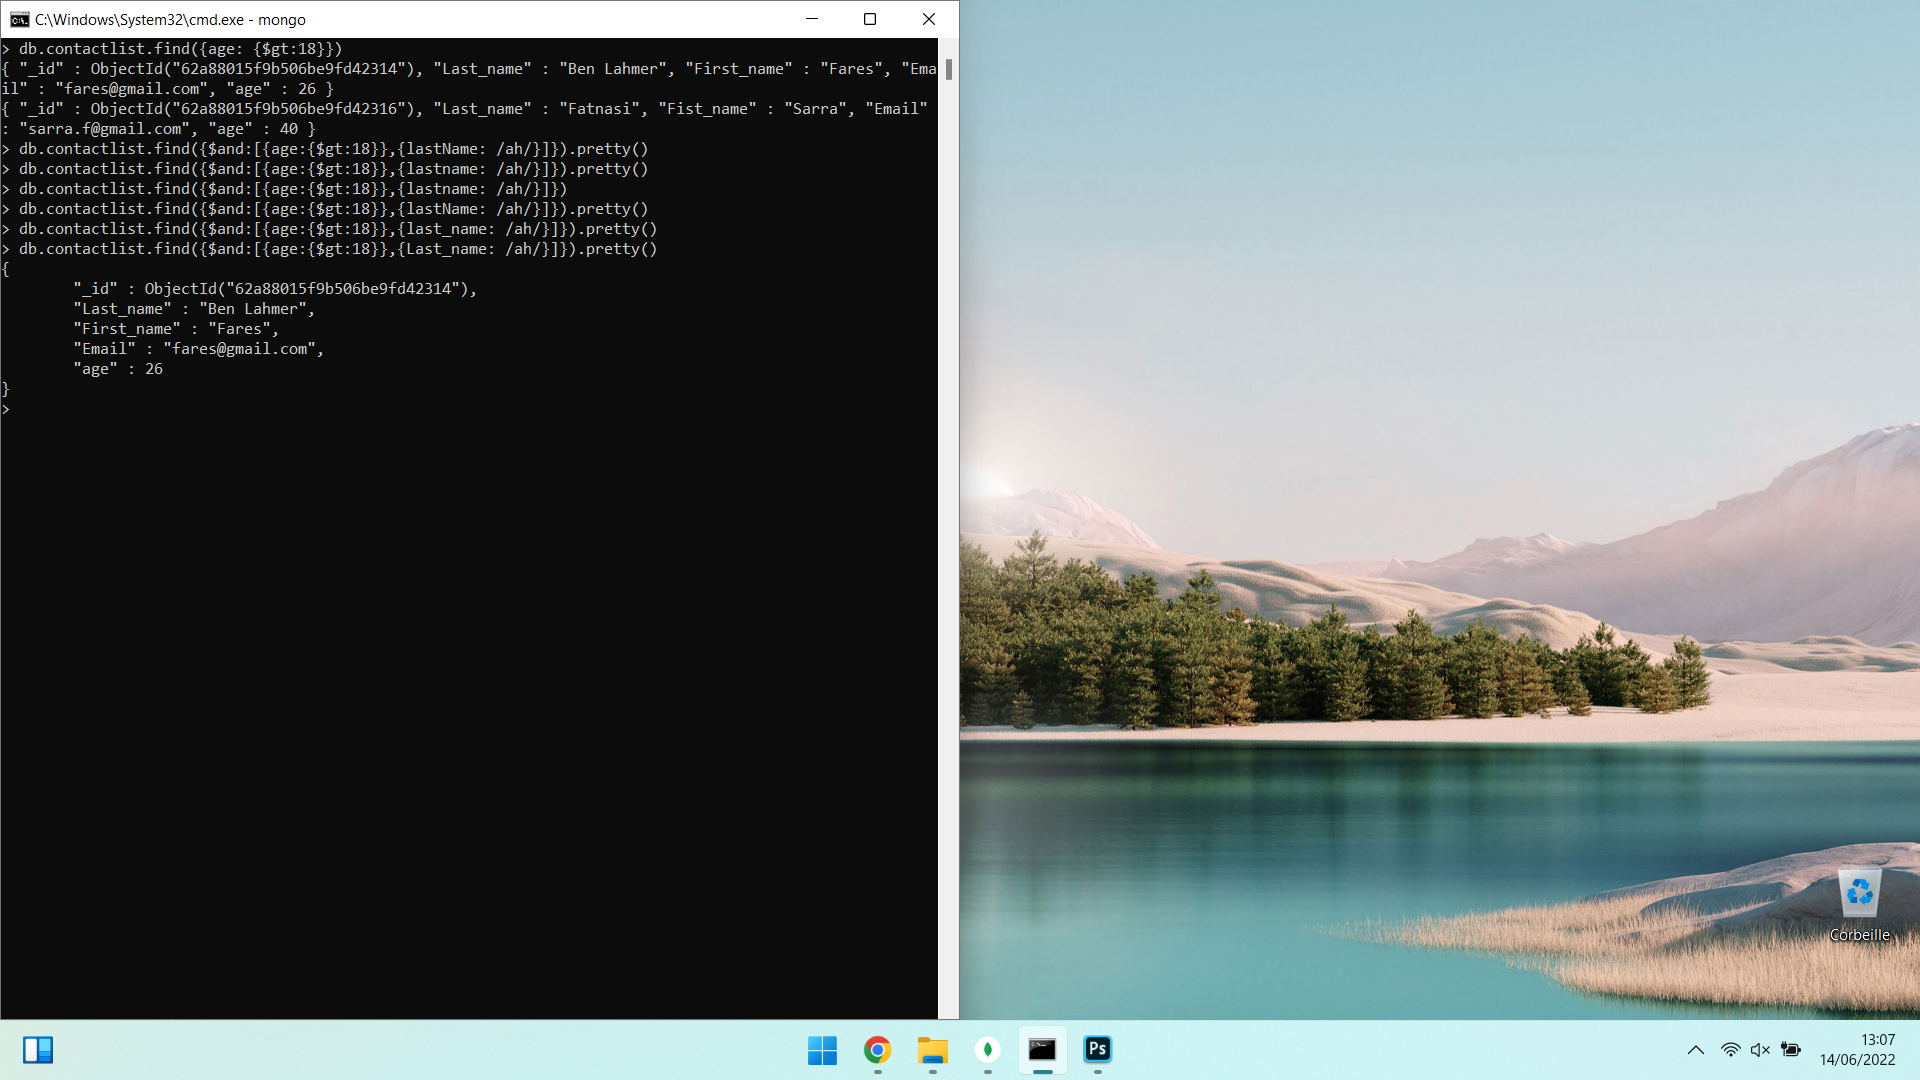 C:\Windows\System32\cmd.exe - mongo
> db.contactlist.find({age: {$gt:18}})
{ "_id" : ObjectId("62a88015f9b506be9fd42314"), "Last_name" : "Ben Lahmer", "First_name" : "Fares", "Ema
il" : "fares@gmail.com", "age" : 26 }
{ "_id" : ObjectId("62a88015f9b506be9fd42316"), "Last_name" : "Fatnasi", "Fist_name" : "Sarra", "Email"
: "sarra.f@gmail.com", "age" : 40 }
> db.contactlist.find({$and:[{age:{$gt:18}},{lastName: /ah/}]}).pretty()
> db.contactlist.find({$and:[{age:{$gt:18}},{lastname: /ah/}]}).pretty()
> db.contactlist.find({$and:[{age:{$gt:18}},{lastname: /ah/}]})
> db.contactlist.find({$and:[{age:{$gt:18}},{lastName: /ah/}]}).pretty()
> db.contactlist.find({$and:[{age:{$gt:18}},{last_name: /ah/}]}).pretty()
> db.contactlist.find({$and:[{age:{$gt:18}},{Last_name: /ah/}]}).pretty()
{
"_id" : ObjectId("62a88015f9b506be9fd42314"),
"Last_name" : "Ben Lahmer",
"First_name" : "Fares",
"Email" : "fares@gmail.com",
"age" : 26
}
>
Corbeille
Ps
13:07
14/06/2022